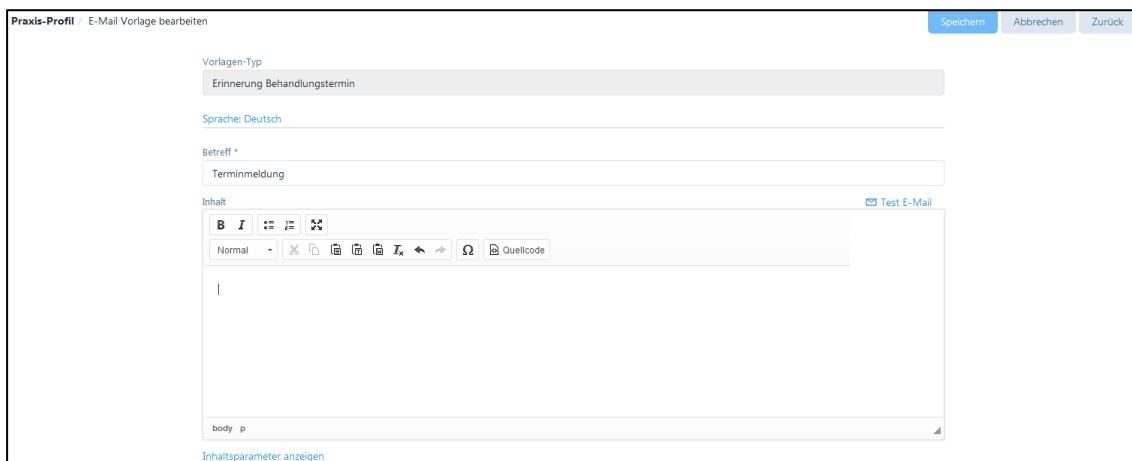 Praxis-Profil / E-Mail Vorlage bearbeiten
Speichern Abbrechen Zurück
Vorlagen-Typ
Erinnerung Behandlungstermin
Sprache: Deutsch
Betreff *
Terminmeldung
Inhalt
Test E-Mail
B I
Normal Ω Quellcode
body p
Inhaltsparameter anzeigen